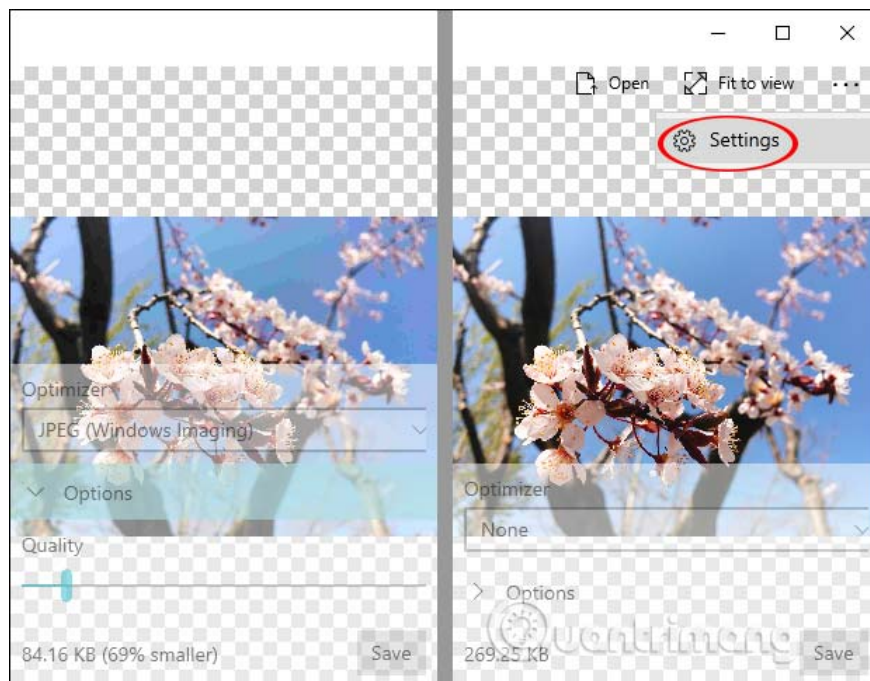 Open
Fit to view
Settings
Optimizer
JPEG (Windows Imaging)
Options
Quality
84.16 KB (69% smaller)
Save
Optimizer
None
Options
269.25 KB
Save
Quantrimang